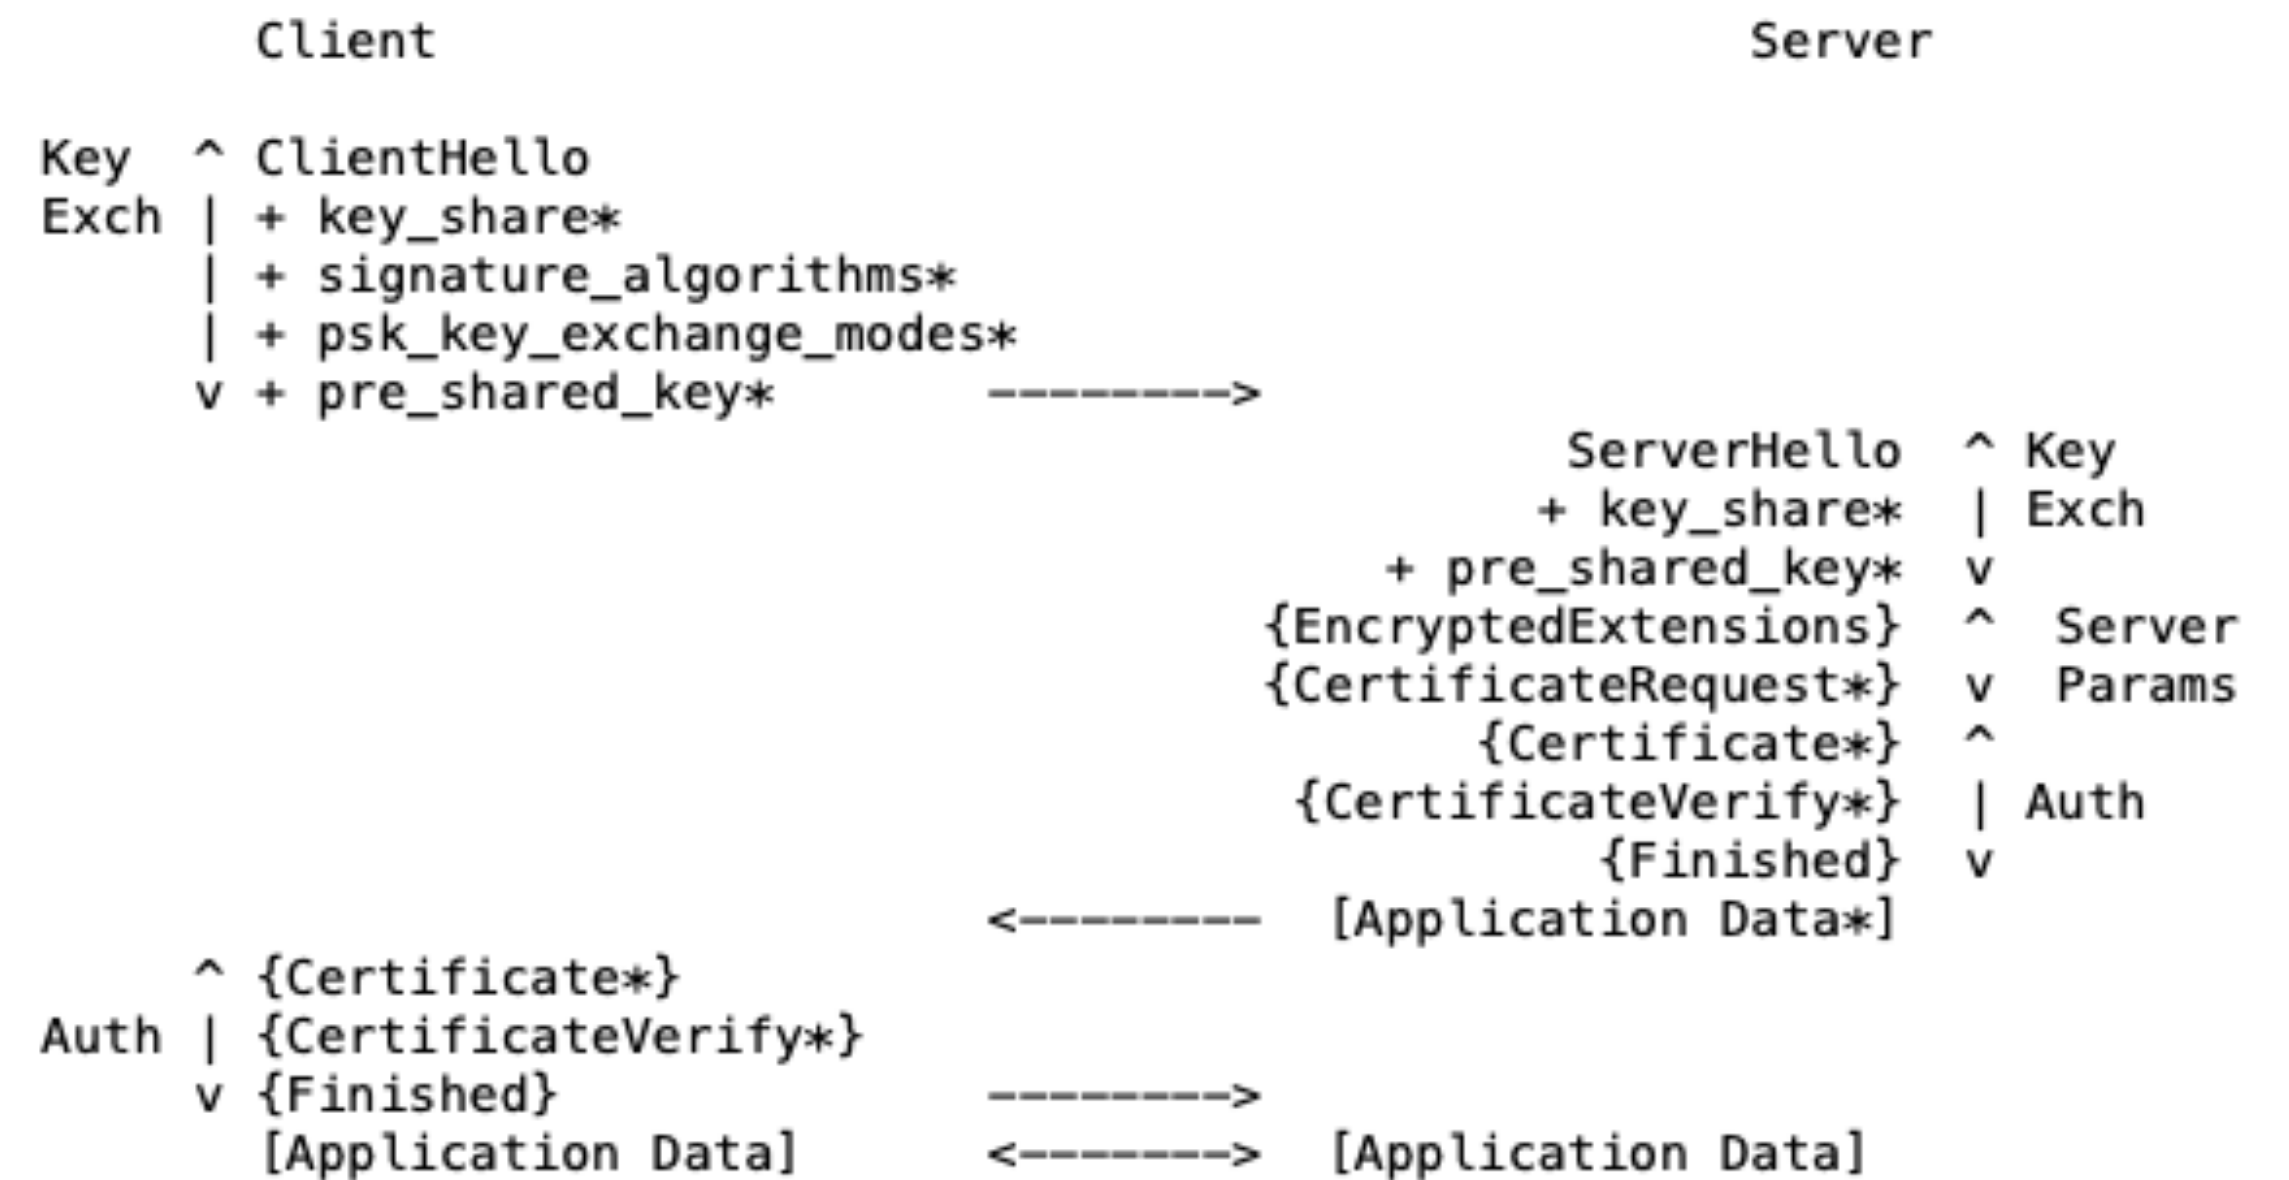 Client Server
Key ^ ClientHello
Exch | + key_share*
| + signature_algorithms*
| + psk_key_exchange_modes*
v + pre_shared_key* -------->
ServerHello ^ Key
+ key_share* | Exch
+ pre_shared_key* v
{EncryptedExtensions} ^ Server
{CertificateRequest*} v Params
{Certificate*} ^
{CertificateVerify*} | Auth
{Finished} v
<-------- [Application Data*]
^ {Certificate*}
Auth | {CertificateVerify*}
v {Finished} -------->
[Application Data] <-------> [Application Data]